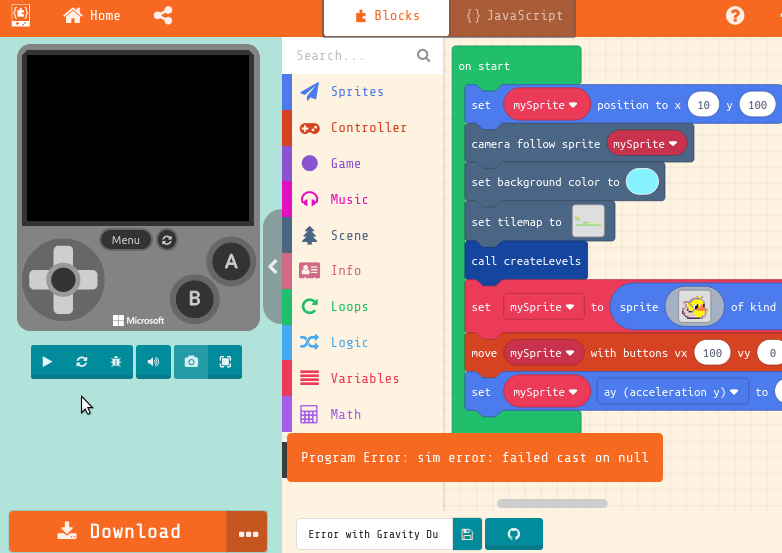 Home
Blocks
{ } JavaScript
?
Menu
A
B
Microsoft
Download
...
Search...
Sprites
Controller
Game
Music
Scene
Info
Loops
Logic
Variables
Math
on start
set mySprite position to x 10 y 100
camera follow sprite mySprite
set background color to
set tilemap to
call createLevels
set mySprite to sprite of kind
move mySprite with buttons vx 100 vy 0
set mySprite ay (acceleration y) to
Program Error: sim error: failed cast on null
Error with Gravity Du